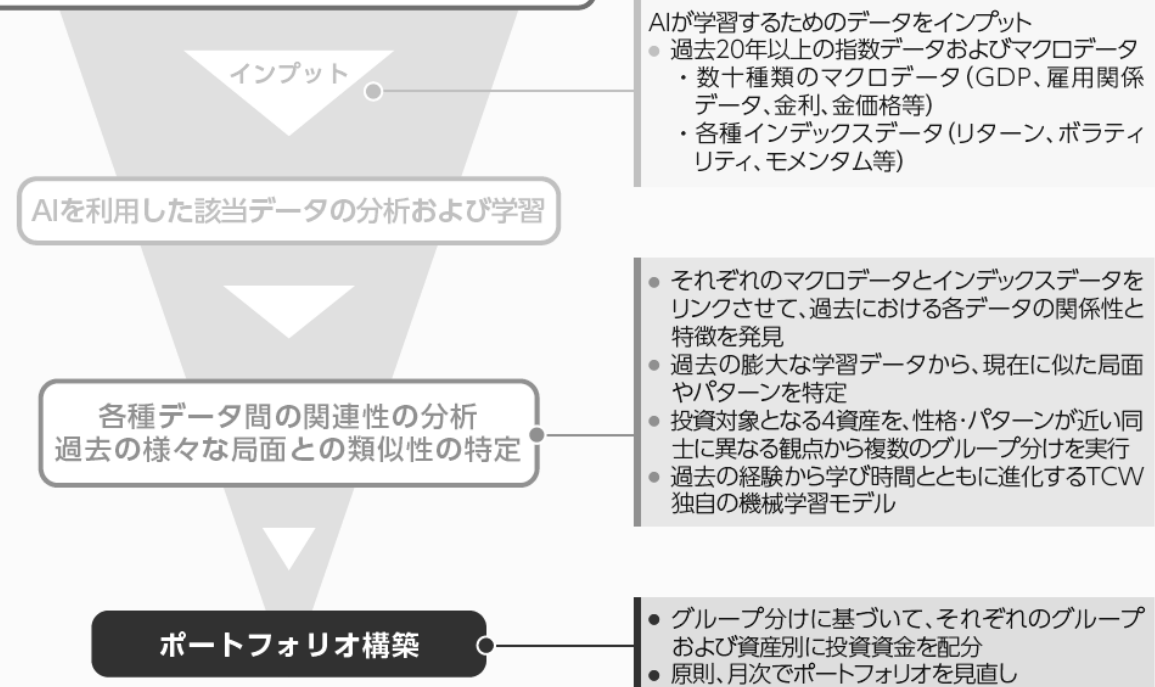 インプット
AIが学習するためのデータをインプット
● 過去20年以上の指数データおよびマクロデータ
・数十種類のマクロデータ（GDP、雇用関係
データ、金利、金価格等）
・各種インデックスデータ（リターン、ボラティ
リティ、モメンタム等）
AIを利用した該当データの分析および学習
各種データ間の関連性の分析
過去の様々な局面との類似性の特定
● それぞれのマクロデータとインデックスデータを
リンクさせて、過去における各データの関係性と
特徴を発見
● 過去の膨大な学習データから、現在に似た局面
やパターンを特定
● 投資対象となる4資産を、性格・パターンが近い同
士に異なる観点から複数のグループ分けを実行
● 過去の経験から学び時間とともに進化するTCW
独自の機械学習モデル
ポートフォリオ構築
● グループ分けに基づいて、それぞれのグループ
および資産別に投資資金を配分
● 原則、月次でポートフォリオを見直し